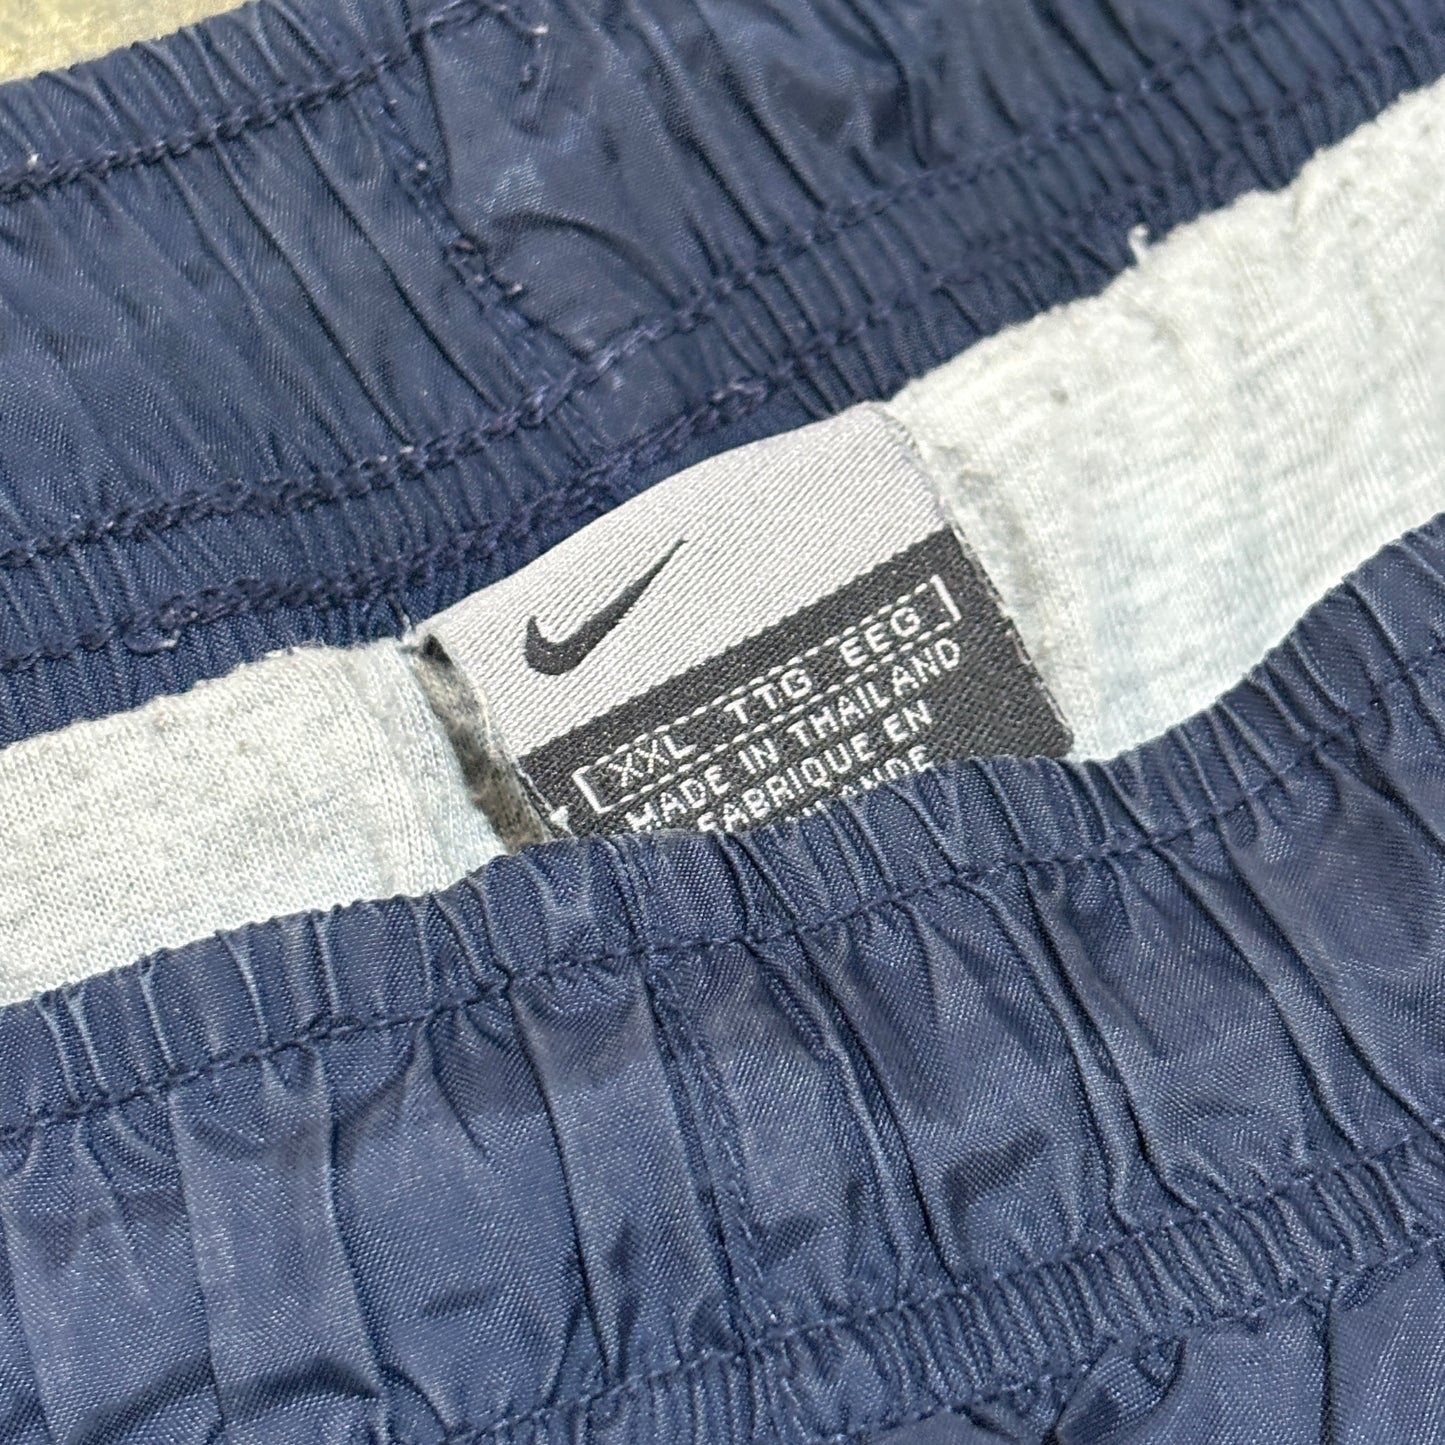 XXL TTG EEG
MADE IN THAILAND
FABRIQUE EN